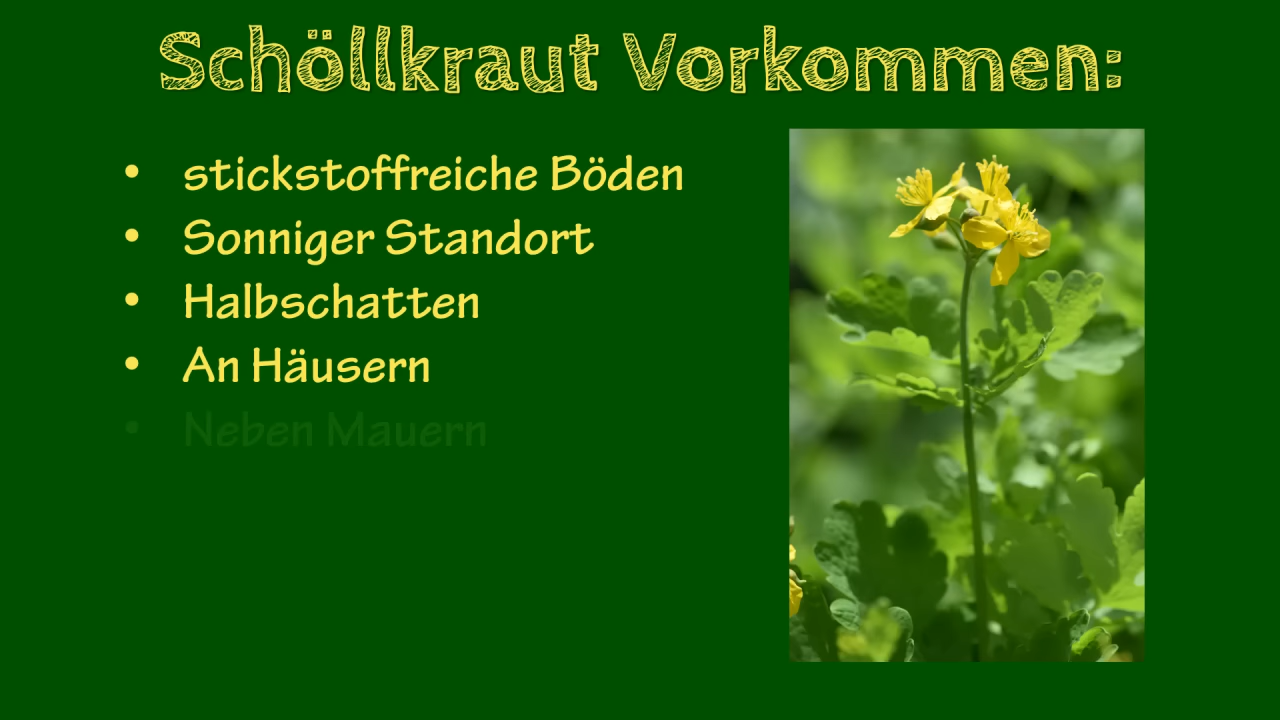 Schöllkraut Vorkommen:
• stickstoffreiche Böden
• Sonniger Standort
• Halbschatten
• An Häusern
• Neben Mauern